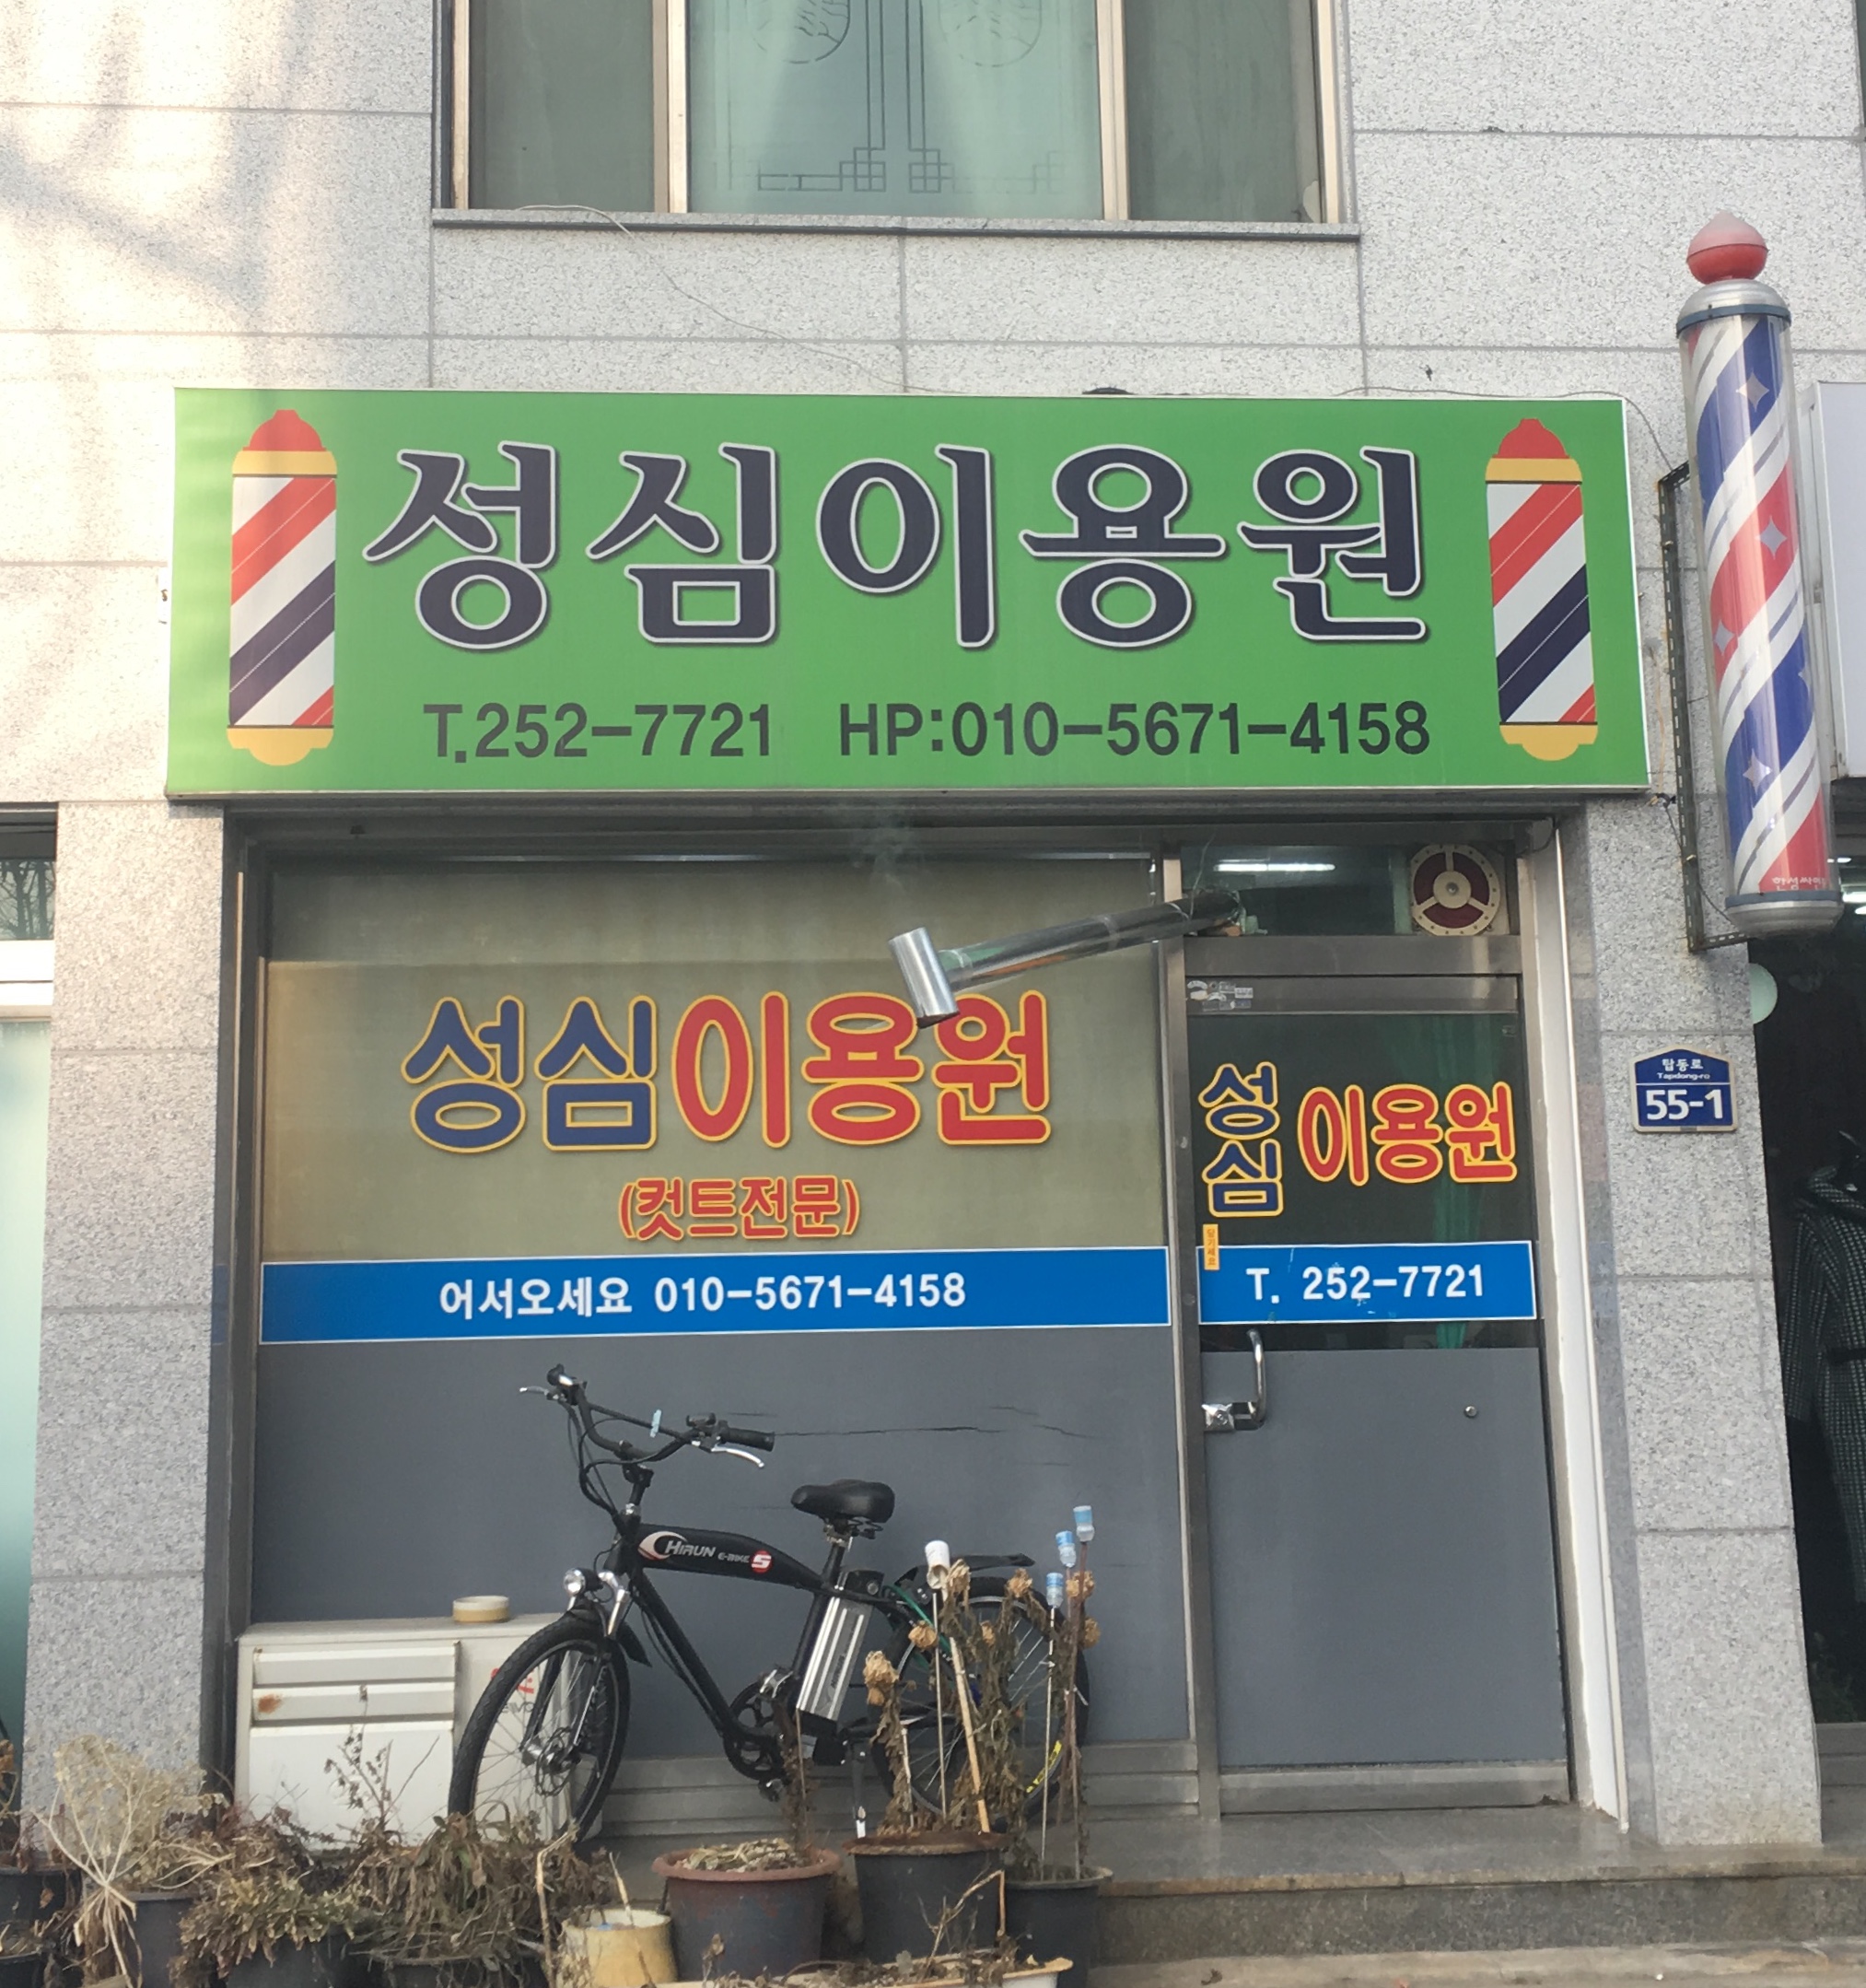 성심이용원
T.252-7721 HP:010-5671-4158
성심이용원
(컷트전문)
어서오세요 010-5671-4158
성심
이용원
T. 252-7721
탑동로
Tapdong-ro
55-1
CHIRUN E-BIKE S